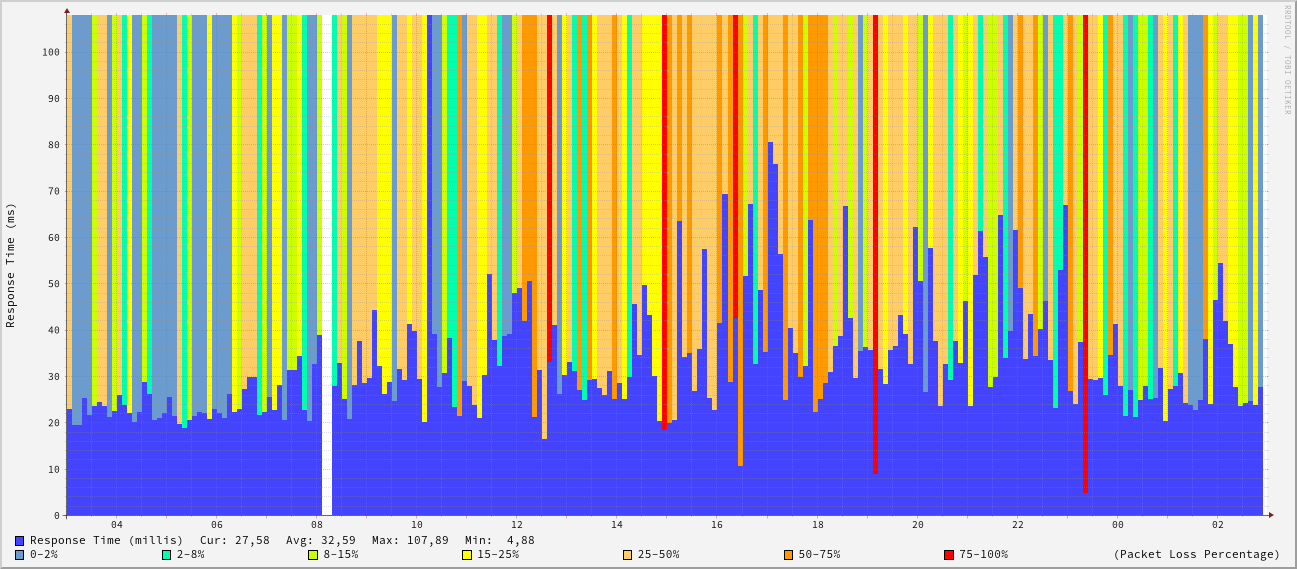 RRDTOOL / TOBI OETIKER
Response Time (ms)
100
90
80
70
60
50
40
30
20
10
0
04 06 08 10 12 14 16 18 20 22 00 02
Response Time (millis) Cur: 27,58 Avg: 32,59 Max: 107,89 Min: 4,88
0-2% 2-8% 8-15% 15-25% 25-50% 50-75% 75-100% (Packet Loss Percentage)